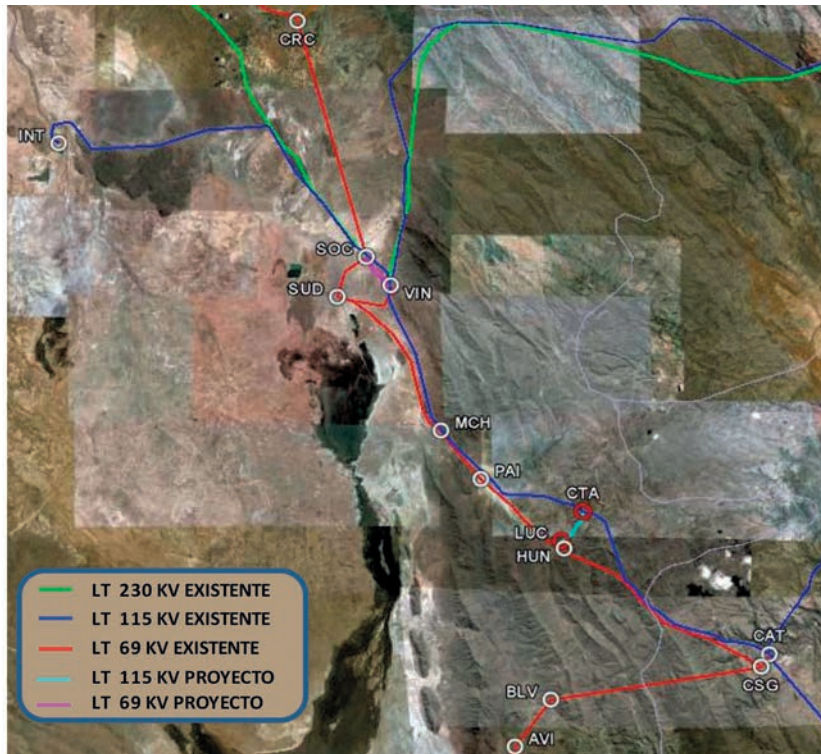 CRC
INT
SOC
SUD
VIN
MCH
PAI
CTA
LUC
HUN
CAT
CSG
BLV
AVI
LT 230 KV EXISTENTE
LT 115 KV EXISTENTE
LT 69 KV EXISTENTE
LT 115 KV PROYECTO
LT 69 KV PROYECTO